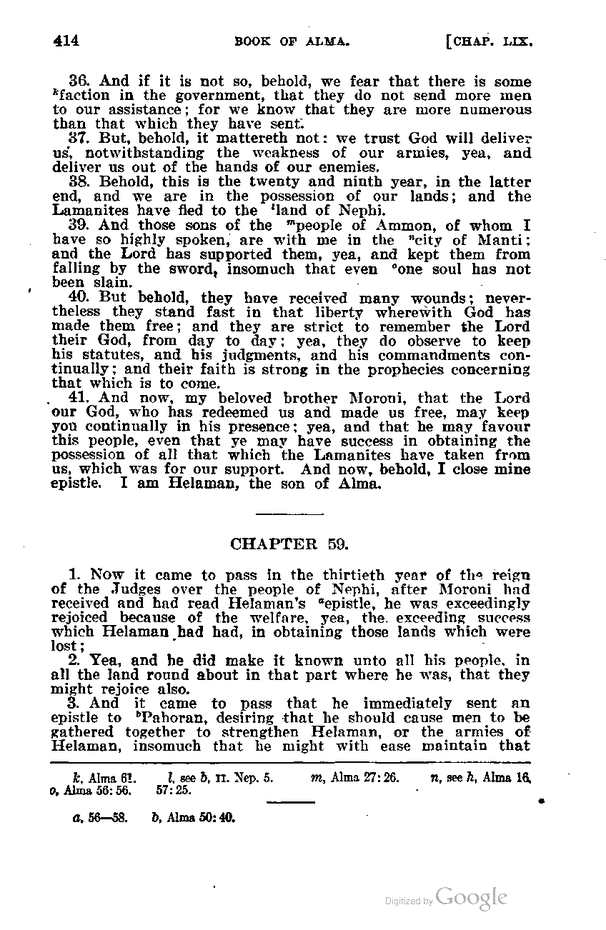 414 BOOK OF ALMA. [CHAP. LIX.
36. And if it is not so, behold, we fear that there is some
kfaction in the government, that they do not send more men
to our assistance; for we know that they are more numerous
than that which they have sent.
37. But, behold, it mattereth not: we trust God will deliver
us, notwithstanding the weakness of our armies, yea, and
deliver us out of the hands of our enemies.
38. Behold, this is the twenty and ninth year, in the latter
end, and we are in the possession of our lands; and the
Lamanites have fled to the lland of Nephi.
39. And those sons of the mpeople of Ammon, of whom I
have so highly spoken, are with me in the ncity of Manti;
and the Lord has supported them, yea, and kept them from
falling by the sword, insomuch that even oone soul has not
been slain.
40. But behold, they have received many wounds; never-
theless they stand fast in that liberty wherewith God has
made them free; and they are strict to remember the Lord
their God, from day to day; yea, they do observe to keep
his statutes, and his judgments, and his commandments con-
tinually; and their faith is strong in the prophecies concerning
that which is to come.
41. And now, my beloved brother Moroni, that the Lord
our God, who has redeemed us and made us free, may keep
you continually in his presence; yea, and that he may favour
this people, even that ye may have success in obtaining the
possession of all that which the Lamanites have taken from
us, which was for our support. And now, behold, I close mine
epistle. I am Helaman, the son of Alma.
CHAPTER 59.
1. Now it came to pass in the thirtieth year of the reign
of the Judges over the people of Nephi, after Moroni had
received and had read Helaman's aepistle, he was exceedingly
rejoiced because of the welfare, yea, the exceeding success
which Helaman had had, in obtaining those lands which were
lost;
2. Yea, and he did make it known unto all his people, in
all the land round about in that part where he was, that they
might rejoice also.
3. And it came to pass that he immediately sent an
epistle to bPahoran, desiring that he should cause men to be
gathered together to strengthen Helaman, or the armies of
Helaman, insomuch that he might with ease maintain that
k, Alma 61. l, see b, II. Nep. 5. m, Alma 27:26. n, see h, Alma 16.
o, Alma 56:56. 57:25.
a, 56—58. b, Alma 50:40.
Digitized by Google